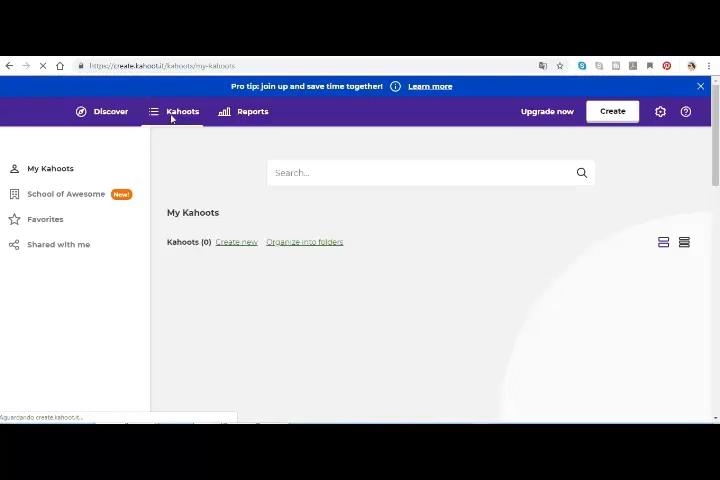 https://create.kahoot.it/kahoots/my-kahoots
Pro tip: join up and save time together! Learn more
Discover Kahoots Reports Upgrade now Create
My Kahoots
School of Awesome New!
Favorites
Shared with me
Search...
My Kahoots
Kahoots (0) Create new Organize into folders
Aguardando create.kahoot.it...